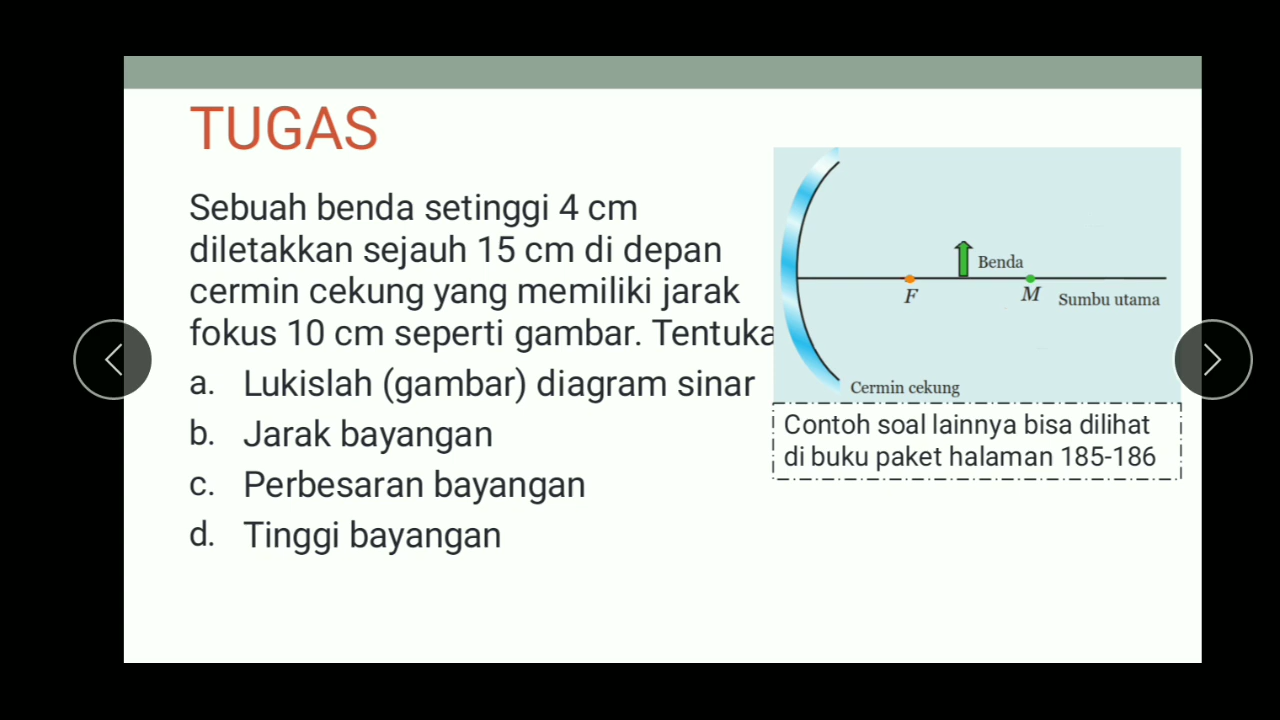 TUGAS
Sebuah benda setinggi 4 cm
diletakkan sejauh 15 cm di depan
cermin cekung yang memiliki jarak
fokus 10 cm seperti gambar. Tentuka
a. Lukislah (gambar) diagram sinar
b. Jarak bayangan
c. Perbesaran bayangan
d. Tinggi bayangan
Benda
F
M
Sumbu utama
Cermin cekung
Contoh soal lainnya bisa dilihat
di buku paket halaman 185-186